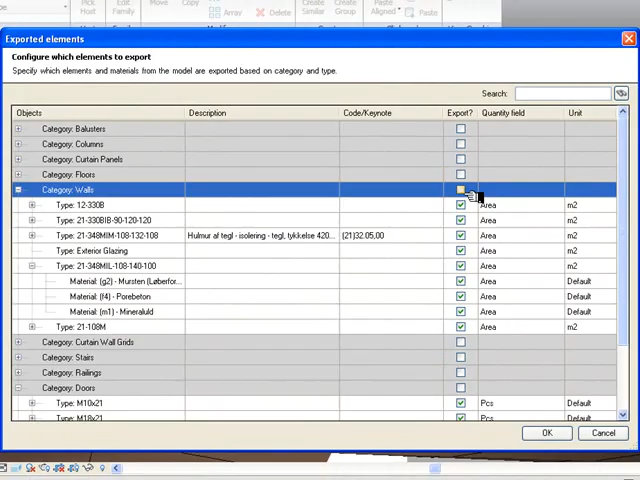 Pick Host
Edit Family
Move
Copy
Array
Delete
Create Similar
Create Group
Paste Aligned
Paste
Exported elements
Configure which elements to export
Specify which elements and materials from the model are exported based on category and type.
Search:
Objects Description Code/Keynote Export? Quantity field Unit
Category: Balusters
Category: Columns
Category: Curtain Panels
Category: Floors
Category: Walls
Type: 12-330B Area m2
Type: 21-330BIB-90-120-120 Area m2
Type: 21-348MIM-108-132-108 Hulmur af tegl - isolering - tegl, tykkelse 420... (21)32.05,00 Area m2
Type: Exterior Glazing Area m2
Type: 21-348MIL-108-140-100 Area m2
Material: (g2) - Mursten (Løberfor... Area Default
Material: (f4) - Porebeton Area Default
Material: (m1) - Mineraluld Area Default
Type: 21-108M Area m2
Category: Curtain Wall Grids
Category: Stairs
Category: Railings
Category: Doors
Type: M10x21 Pcs Default
Type: M18x21 Pcs Default
OK Cancel